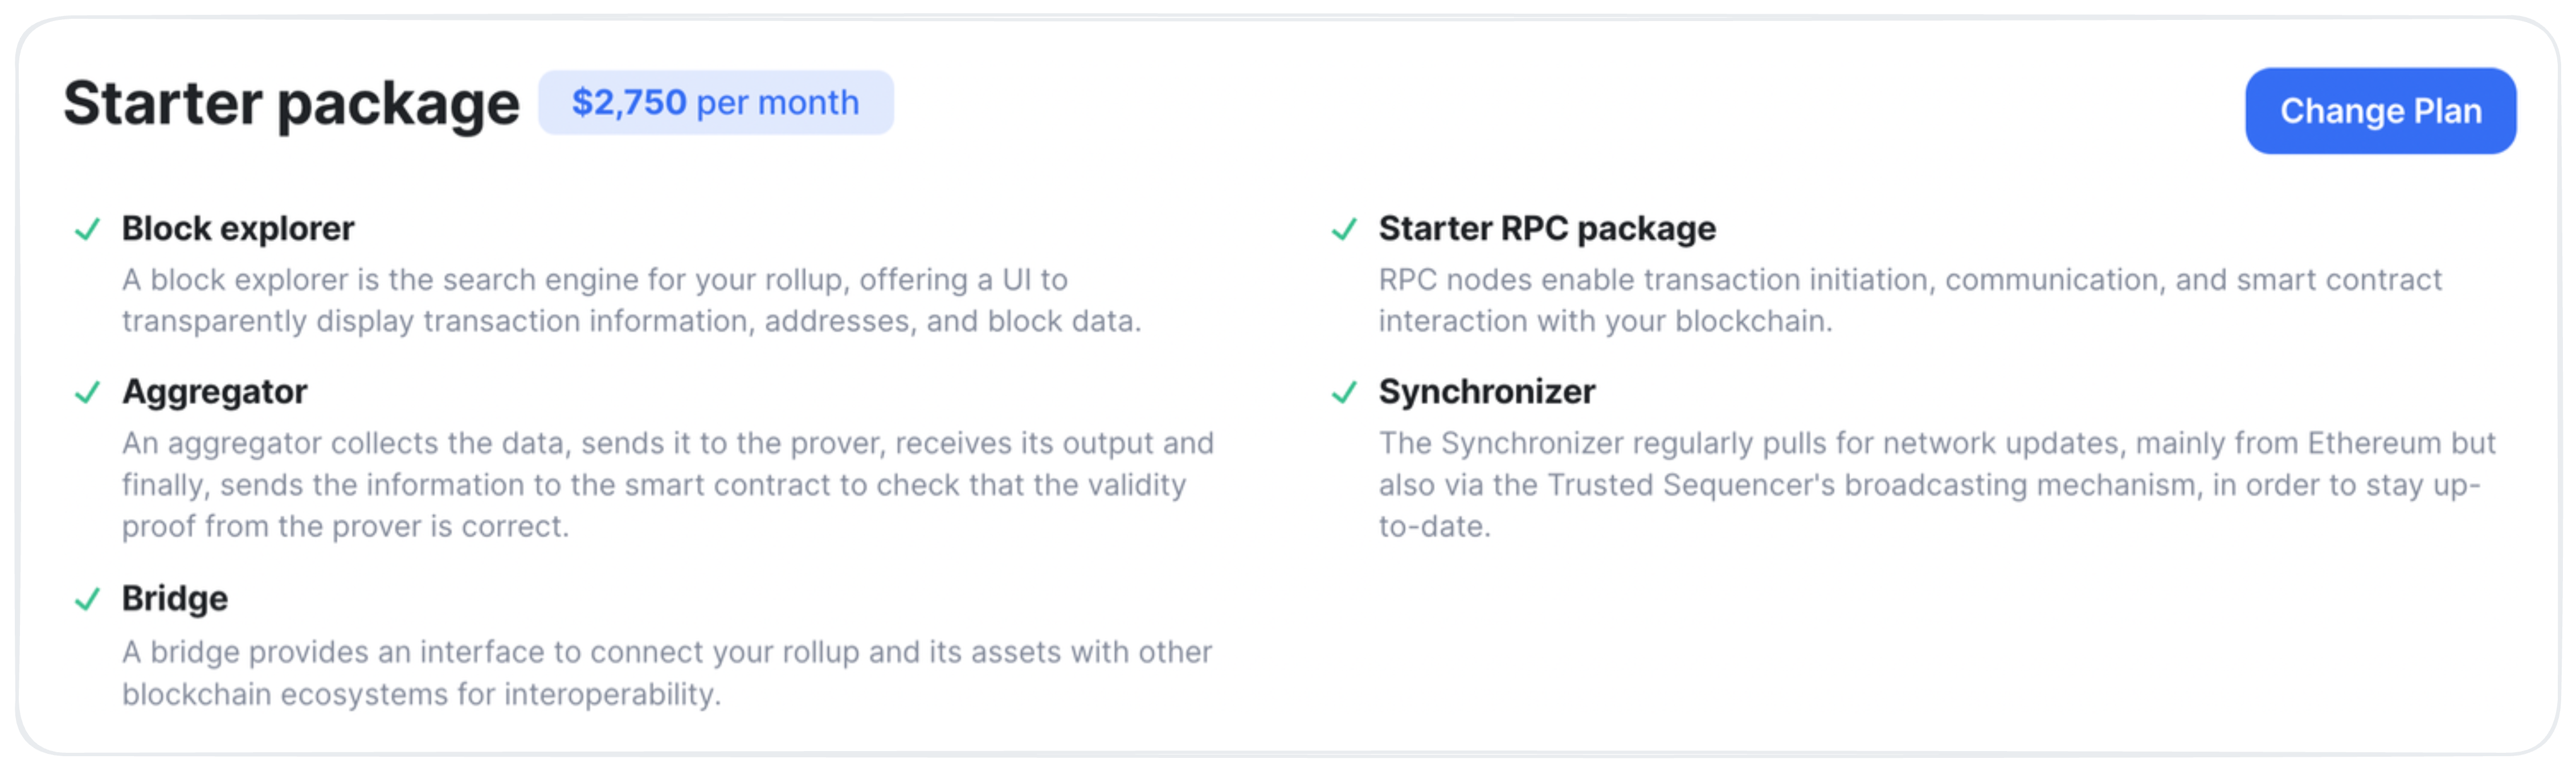 Starter package
$2,750 per month
Change Plan
Block explorer
A block explorer is the search engine for your rollup, offering a UI to
transparently display transaction information, addresses, and block data.
Starter RPC package
RPC nodes enable transaction initiation, communication, and smart contract
interaction with your blockchain.
Aggregator
An aggregator collects the data, sends it to the prover, receives its output and
finally, sends the information to the smart contract to check that the validity
proof from the prover is correct.
Synchronizer
The Synchronizer regularly pulls for network updates, mainly from Ethereum but
also via the Trusted Sequencer's broadcasting mechanism, in order to stay up-
to-date.
Bridge
A bridge provides an interface to connect your rollup and its assets with other
blockchain ecosystems for interoperability.